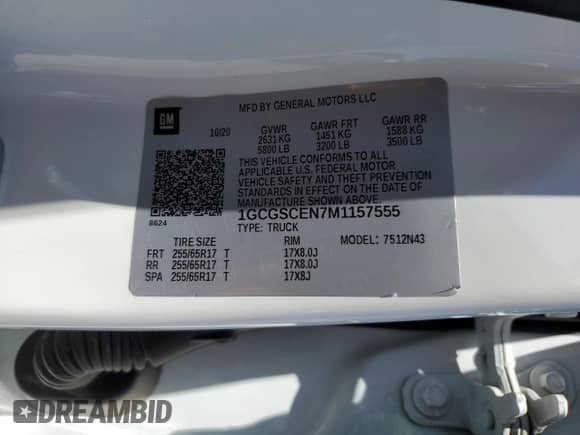 MFD BY GENERAL MOTORS LLC
GM
10/20 GVWR GAWR FRT GAWR RR
2631 KG 1451 KG 1588 KG
5800 LB 3200 LB 3500 LB
THIS VEHICLE CONFORMS TO ALL
APPLICABLE U.S. FEDERAL MOTOR
VEHICLE SAFETY AND THEFT PREVENTION
STANDARDS IN EFFECT ON THE DATE OF
MANUFACTURE SHOWN ABOVE.
1GCGSCEN7M1157555
8624
TYPE: TRUCK
TIRE SIZE RIM MODEL: 7512N43
FRT 255/65R17 T 17X8.0J
RR 255/65R17 T 17X8.0J
SPA 255/65R17 T 17X8J
DREAMBID